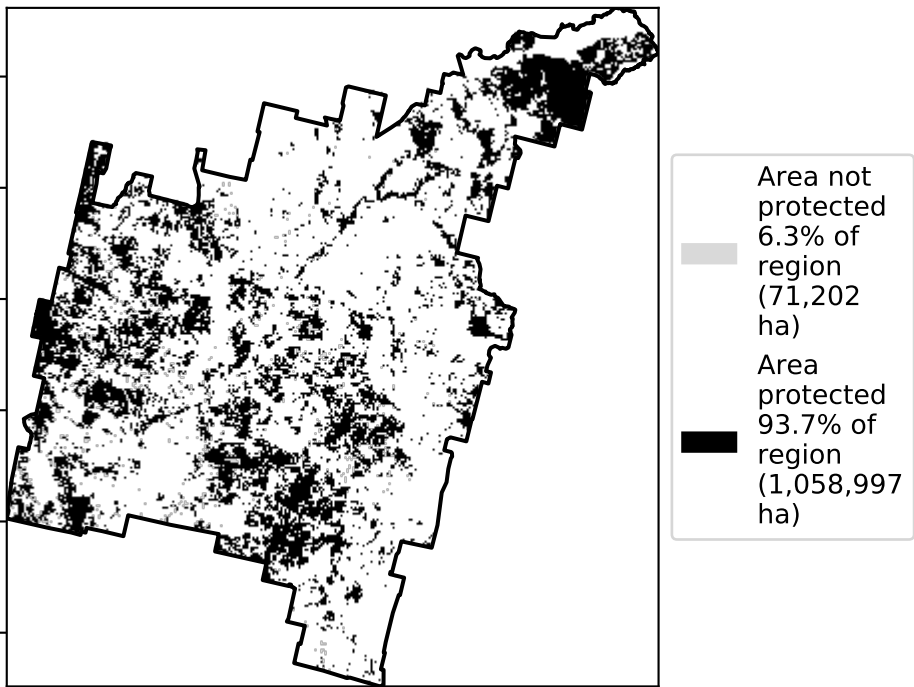 Area not
protected
6.3% of
region
(71,202
ha)
Area
protected
93.7% of
region
(1,058,997
ha)